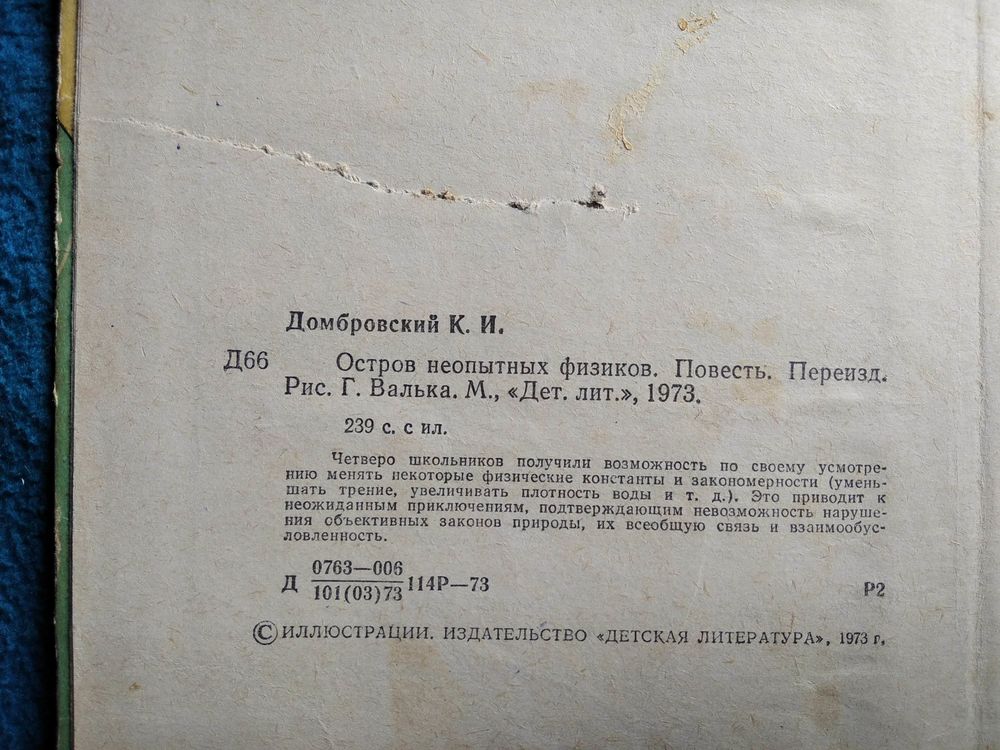 Домбровский К. И.
Д66 Остров неопытных физиков. Повесть. Переизд.
Рис. Г. Валька. М., «Дет. лит.», 1973.
239 с. с ил.
Четверо школьников получили возможность по своему усмотре-
нию менять некоторые физические константы и закономерности (умень-
шать трение, увеличивать плотность воды и т. д.). Это приводит к
неожиданным приключениям, подтверждающим невозможность наруше-
ния объективных законов природы, их всеобщую связь и взаимообус-
ловленность.
0763—006
Д 114Р—73 Р2
101(03)73
© ИЛЛЮСТРАЦИИ. ИЗДАТЕЛЬСТВО «ДЕТСКАЯ ЛИТЕРАТУРА», 1973 г.